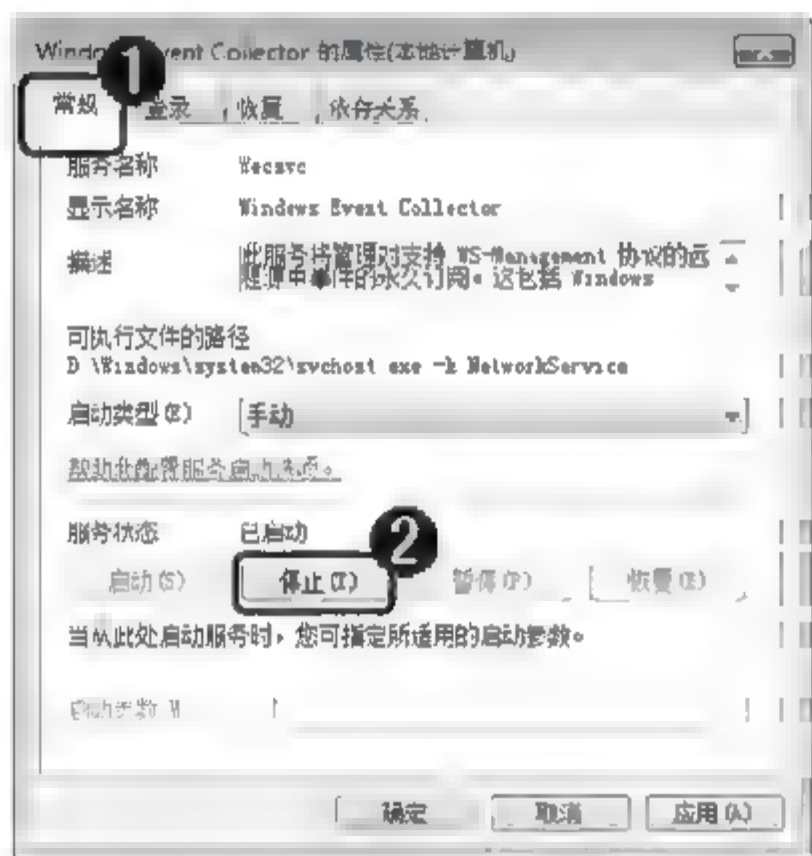 Windo vent Collector 的属性(本地计算机)
1
常规 登录 恢复 依存关系
服务名称 Wecsvc
显示名称 Windows Event Collector
描述 此服务将管理对支持 WS-Management 协议的远
程源中事件的永久订阅。这包括 Windows
可执行文件的路径
D \Windows\system32\svchost exe -k NetworkService
启动类型(E) 手动
帮助我配置服务启动选项。
服务状态 已启动
2
启动(S) 停止(T) 暂停(P) 恢复(R)
当从此处启动服务时，您可指定所适用的启动参数。
启动参数 M
确定 取消 应用(A)